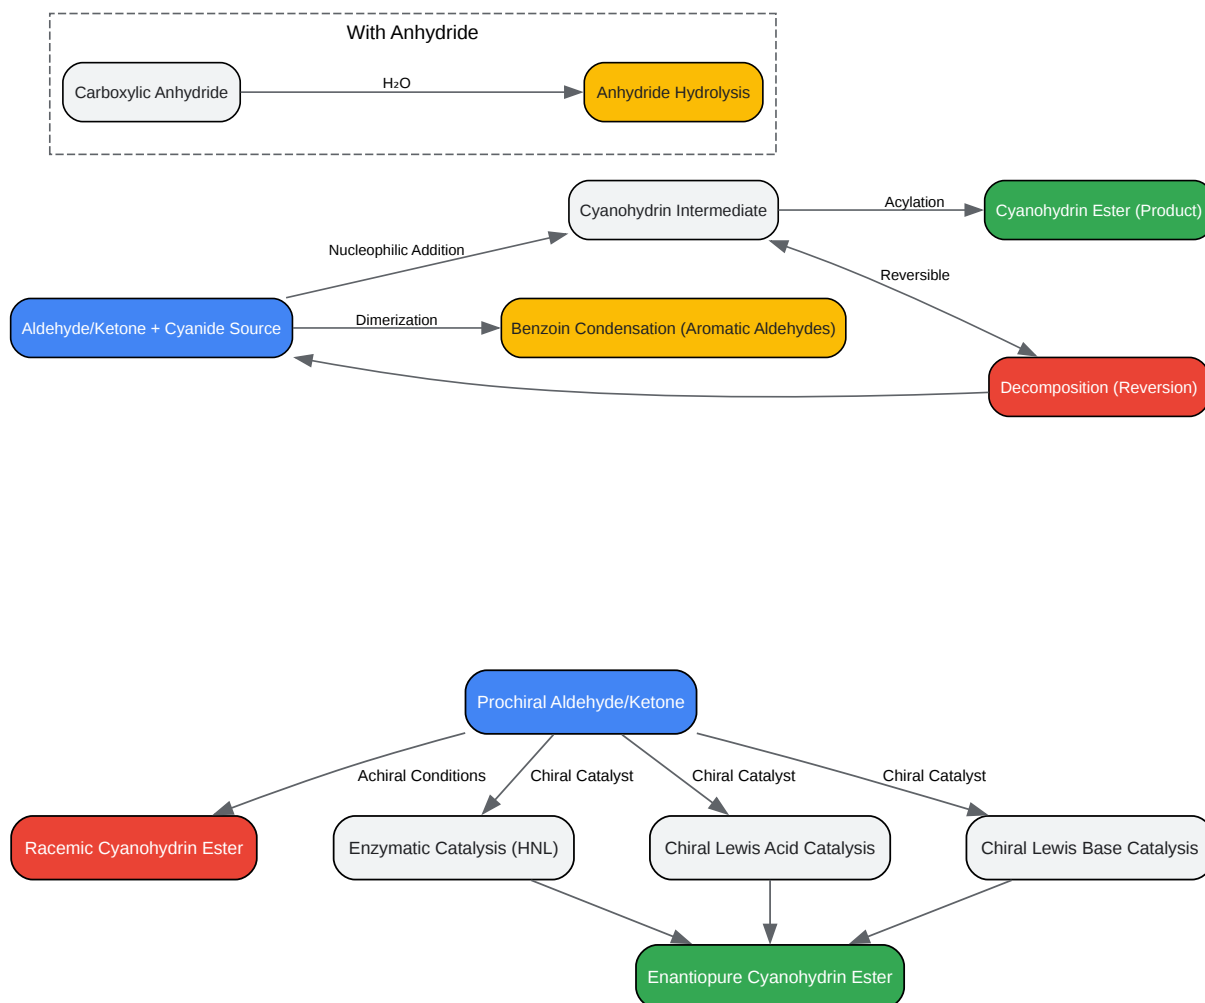 With Anhydride
Carboxylic Anhydride
H₂O
Anhydride Hydrolysis
Cyanohydrin Intermediate
Acylation
Cyanohydrin Ester (Product)
Nucleophilic Addition
Reversible
Aldehyde/Ketone + Cyanide Source
Dimerization
Benzoin Condensation (Aromatic Aldehydes)
Decomposition (Reversion)
Prochiral Aldehyde/Ketone
Achiral Conditions
Chiral Catalyst
Chiral Catalyst
Chiral Catalyst
Racemic Cyanohydrin Ester
Enzymatic Catalysis (HNL)
Chiral Lewis Acid Catalysis
Chiral Lewis Base Catalysis
Enantiopure Cyanohydrin Ester